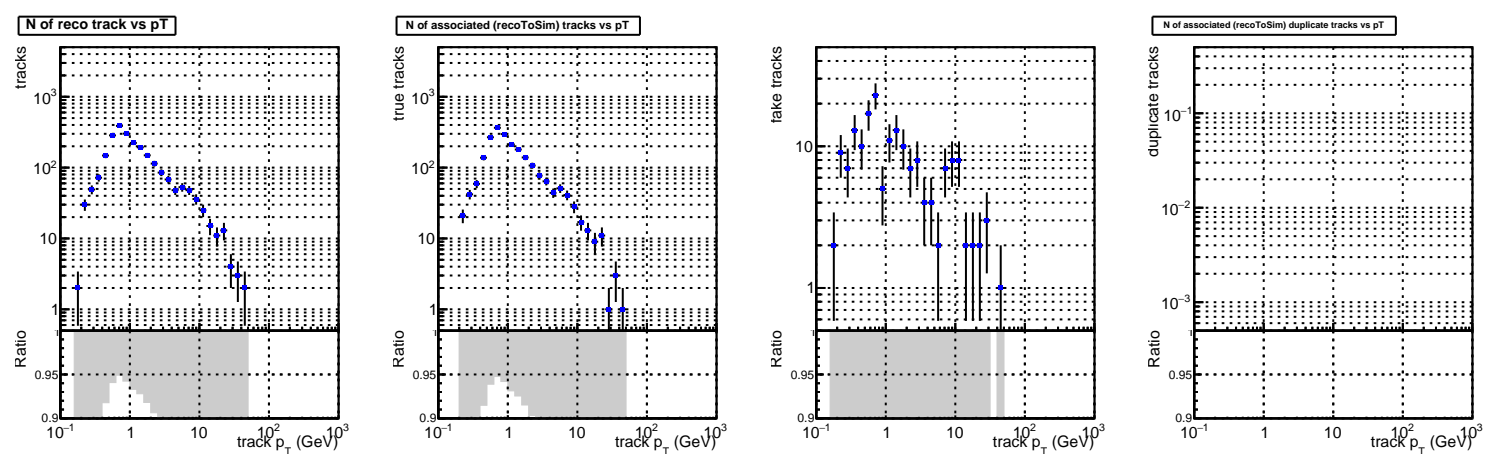 N of reco track vs pT
tracks
10³
10²
10
1
Ratio
1
0.95
0.9
10⁻¹ 1 10 10² 10³
track p_T (GeV)
N of associated (recoToSim) tracks vs pT
true tracks
10³
10²
10
1
Ratio
1
0.95
0.9
10⁻¹ 1 10 10² 10³
track p_T (GeV)
fake tracks
10
1
Ratio
1
0.95
0.9
10⁻¹ 1 10 10² 10³
track p_T (GeV)
N of associated (recoToSim) duplicate tracks vs pT
duplicate tracks
10⁻¹
10⁻²
10⁻³
Ratio
1
0.95
0.9
10⁻¹ 1 10 10² 10³
track p_T (GeV)